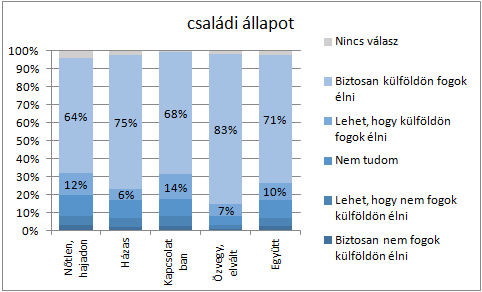 családi állapot
100%
90%
80%
70%
60%
50%
40%
30%
20%
10%
0%
64%
75%
68%
83%
71%
12%
6%
14%
7%
10%
Nőtlen,
hajadon
Házas
Kapcsolat
ban
Özvegy,
elvált
Együtt
Nincs válasz
Biztosan külföldön fogok
élni
Lehet, hogy külföldön
fogok élni
Nem tudom
Lehet, hogy nem fogok
külföldön élni
Biztosan nem fogok
külföldön élni